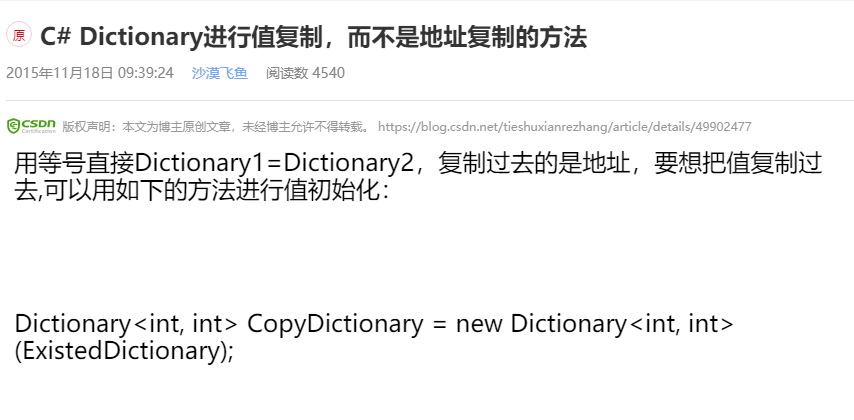 原 C# Dictionary进行值复制，而不是地址复制的方法
2015年11月18日 09:39:24 沙漠飞鱼 阅读数 4540
CSDN Certification 版权声明：本文为博主原创文章，未经博主允许不得转载。 https://blog.csdn.net/tieshuxianrezhang/article/details/49902477
用等号直接Dictionary1=Dictionary2，复制过去的是地址，要想把值复制过
去,可以用如下的方法进行值初始化：
Dictionary<int, int> CopyDictionary = new Dictionary<int, int>
(ExistedDictionary);